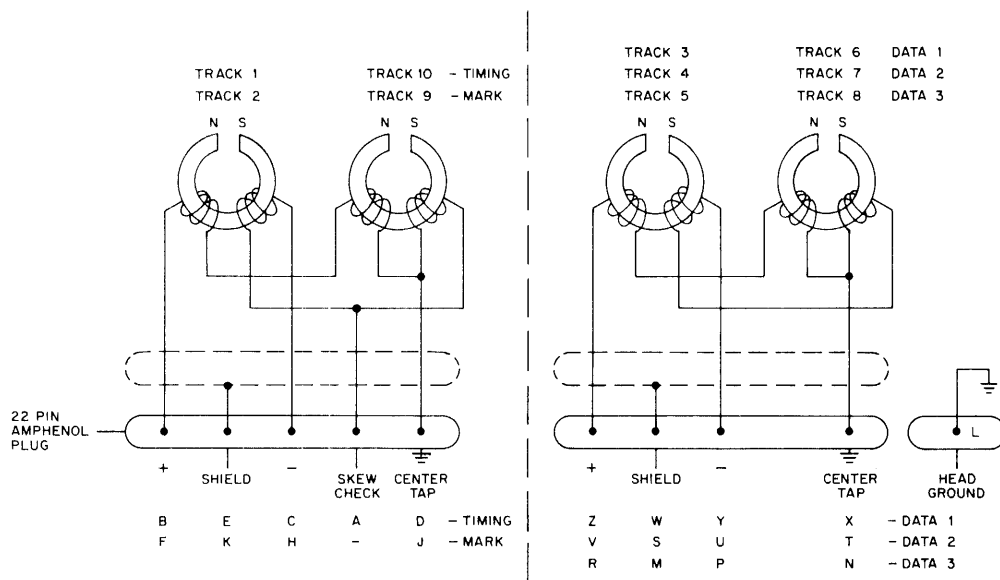 TRACK 1
TRACK 2
TRACK 10 – TIMING
TRACK 9 – MARK
N S
N S
TRACK 3
TRACK 4
TRACK 5
TRACK 6 DATA 1
TRACK 7 DATA 2
TRACK 8 DATA 3
N S
N S
22 PIN
AMPHENOL
PLUG
+
SHIELD
–
SKEW
CHECK
CENTER
TAP
B E C A D – TIMING
F K H – J – MARK
+
SHIELD
–
CENTER
TAP
L
HEAD
GROUND
Z W Y X – DATA 1
V S U T – DATA 2
R M P N – DATA 3